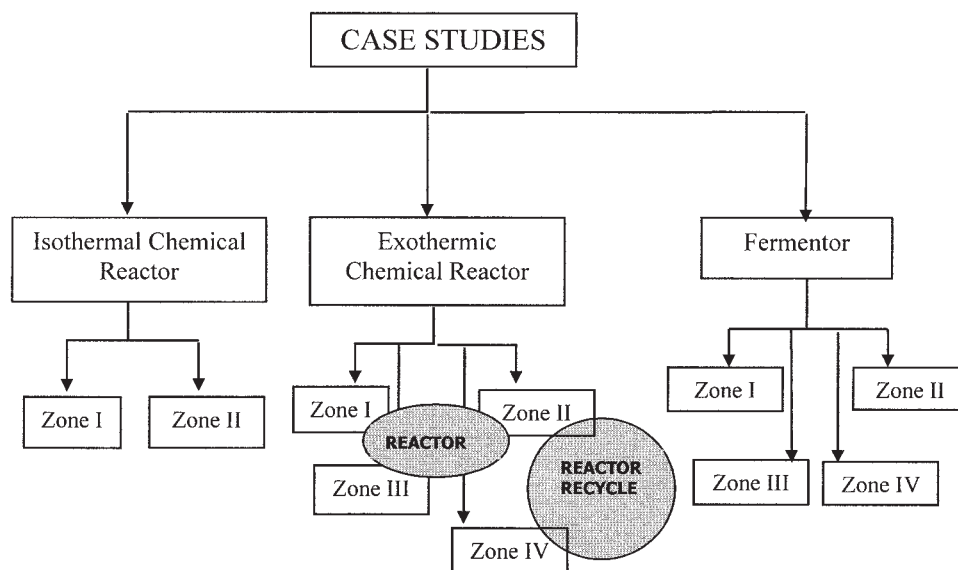 CASE STUDIES
Isothermal Chemical
Reactor
Exothermic
Chemical Reactor
Fermentor
Zone I
Zone II
Zone I
Zone II
REACTOR
Zone III
REACTOR
RECYCLE
Zone IV
Zone I
Zone II
Zone III
Zone IV